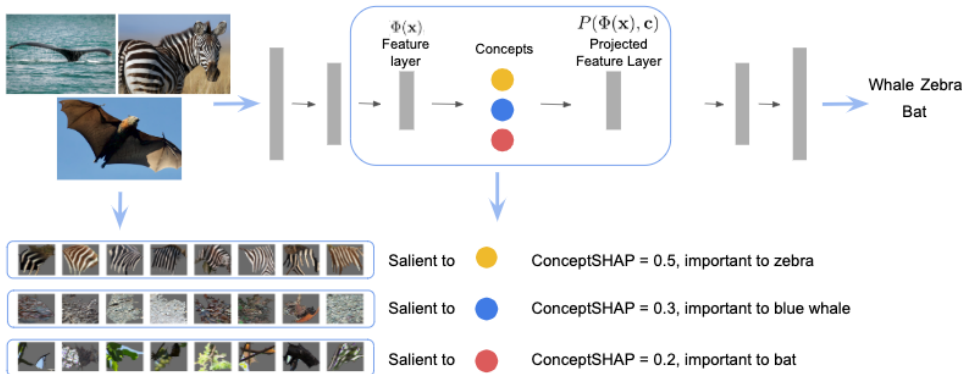 Φ(x)
Feature
layer
Concepts
P(Φ(x), c)
Projected
Feature Layer
Whale Zebra
Bat
Salient to
ConceptSHAP = 0.5, important to zebra
Salient to
ConceptSHAP = 0.3, important to blue whale
Salient to
ConceptSHAP = 0.2, important to bat